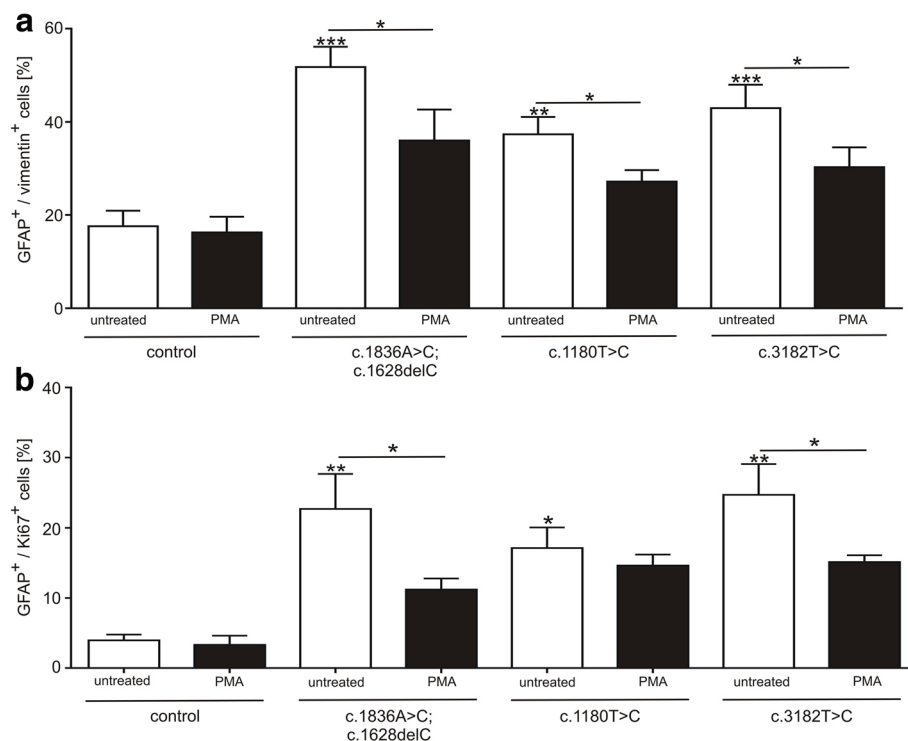 a
GFAP+ / vimentin+ cells [%]
60
40
20
0
*
***
*
**
*
***
untreated PMA untreated PMA untreated PMA untreated PMA
control c.1836A>C; c.1180T>C c.3182T>C
c.1628delC
b
GFAP+ / Ki67+ cells [%]
40
30
20
10
0
*
**
*
*
**
untreated PMA untreated PMA untreated PMA untreated PMA
control c.1836A>C; c.1180T>C c.3182T>C
c.1628delC